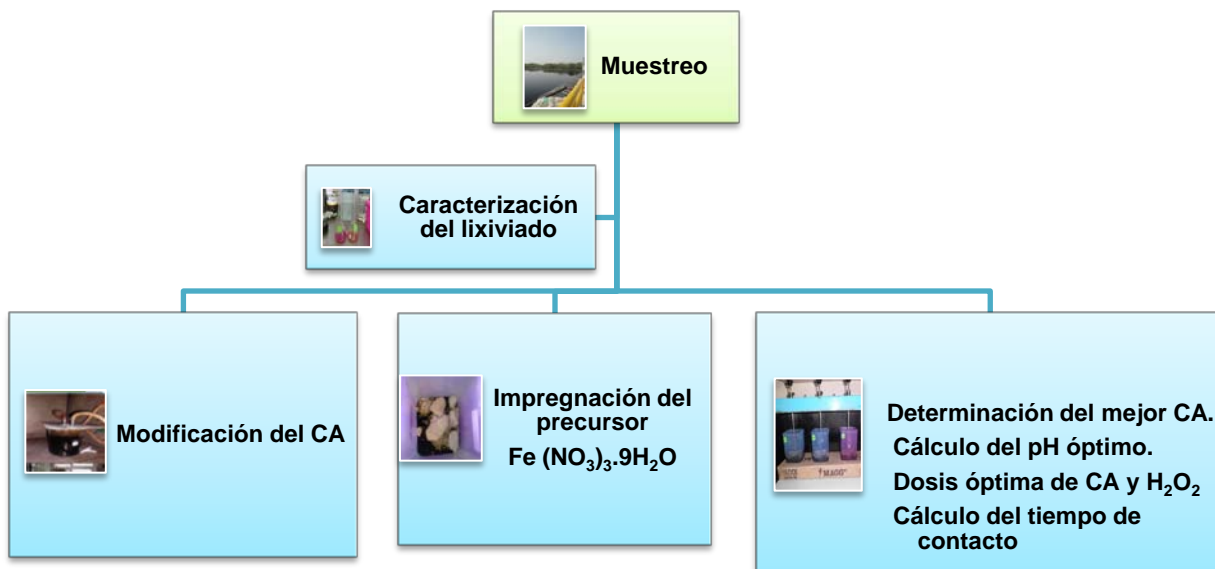 Muestreo
Caracterización
del lixiviado
Modificación del CA
Impregnación del
precursor
Fe (NO₃)₃.9H₂O
Determinación del mejor CA.
Cálculo del pH óptimo.
Dosis óptima de CA y H₂O₂
Cálculo del tiempo de
contacto